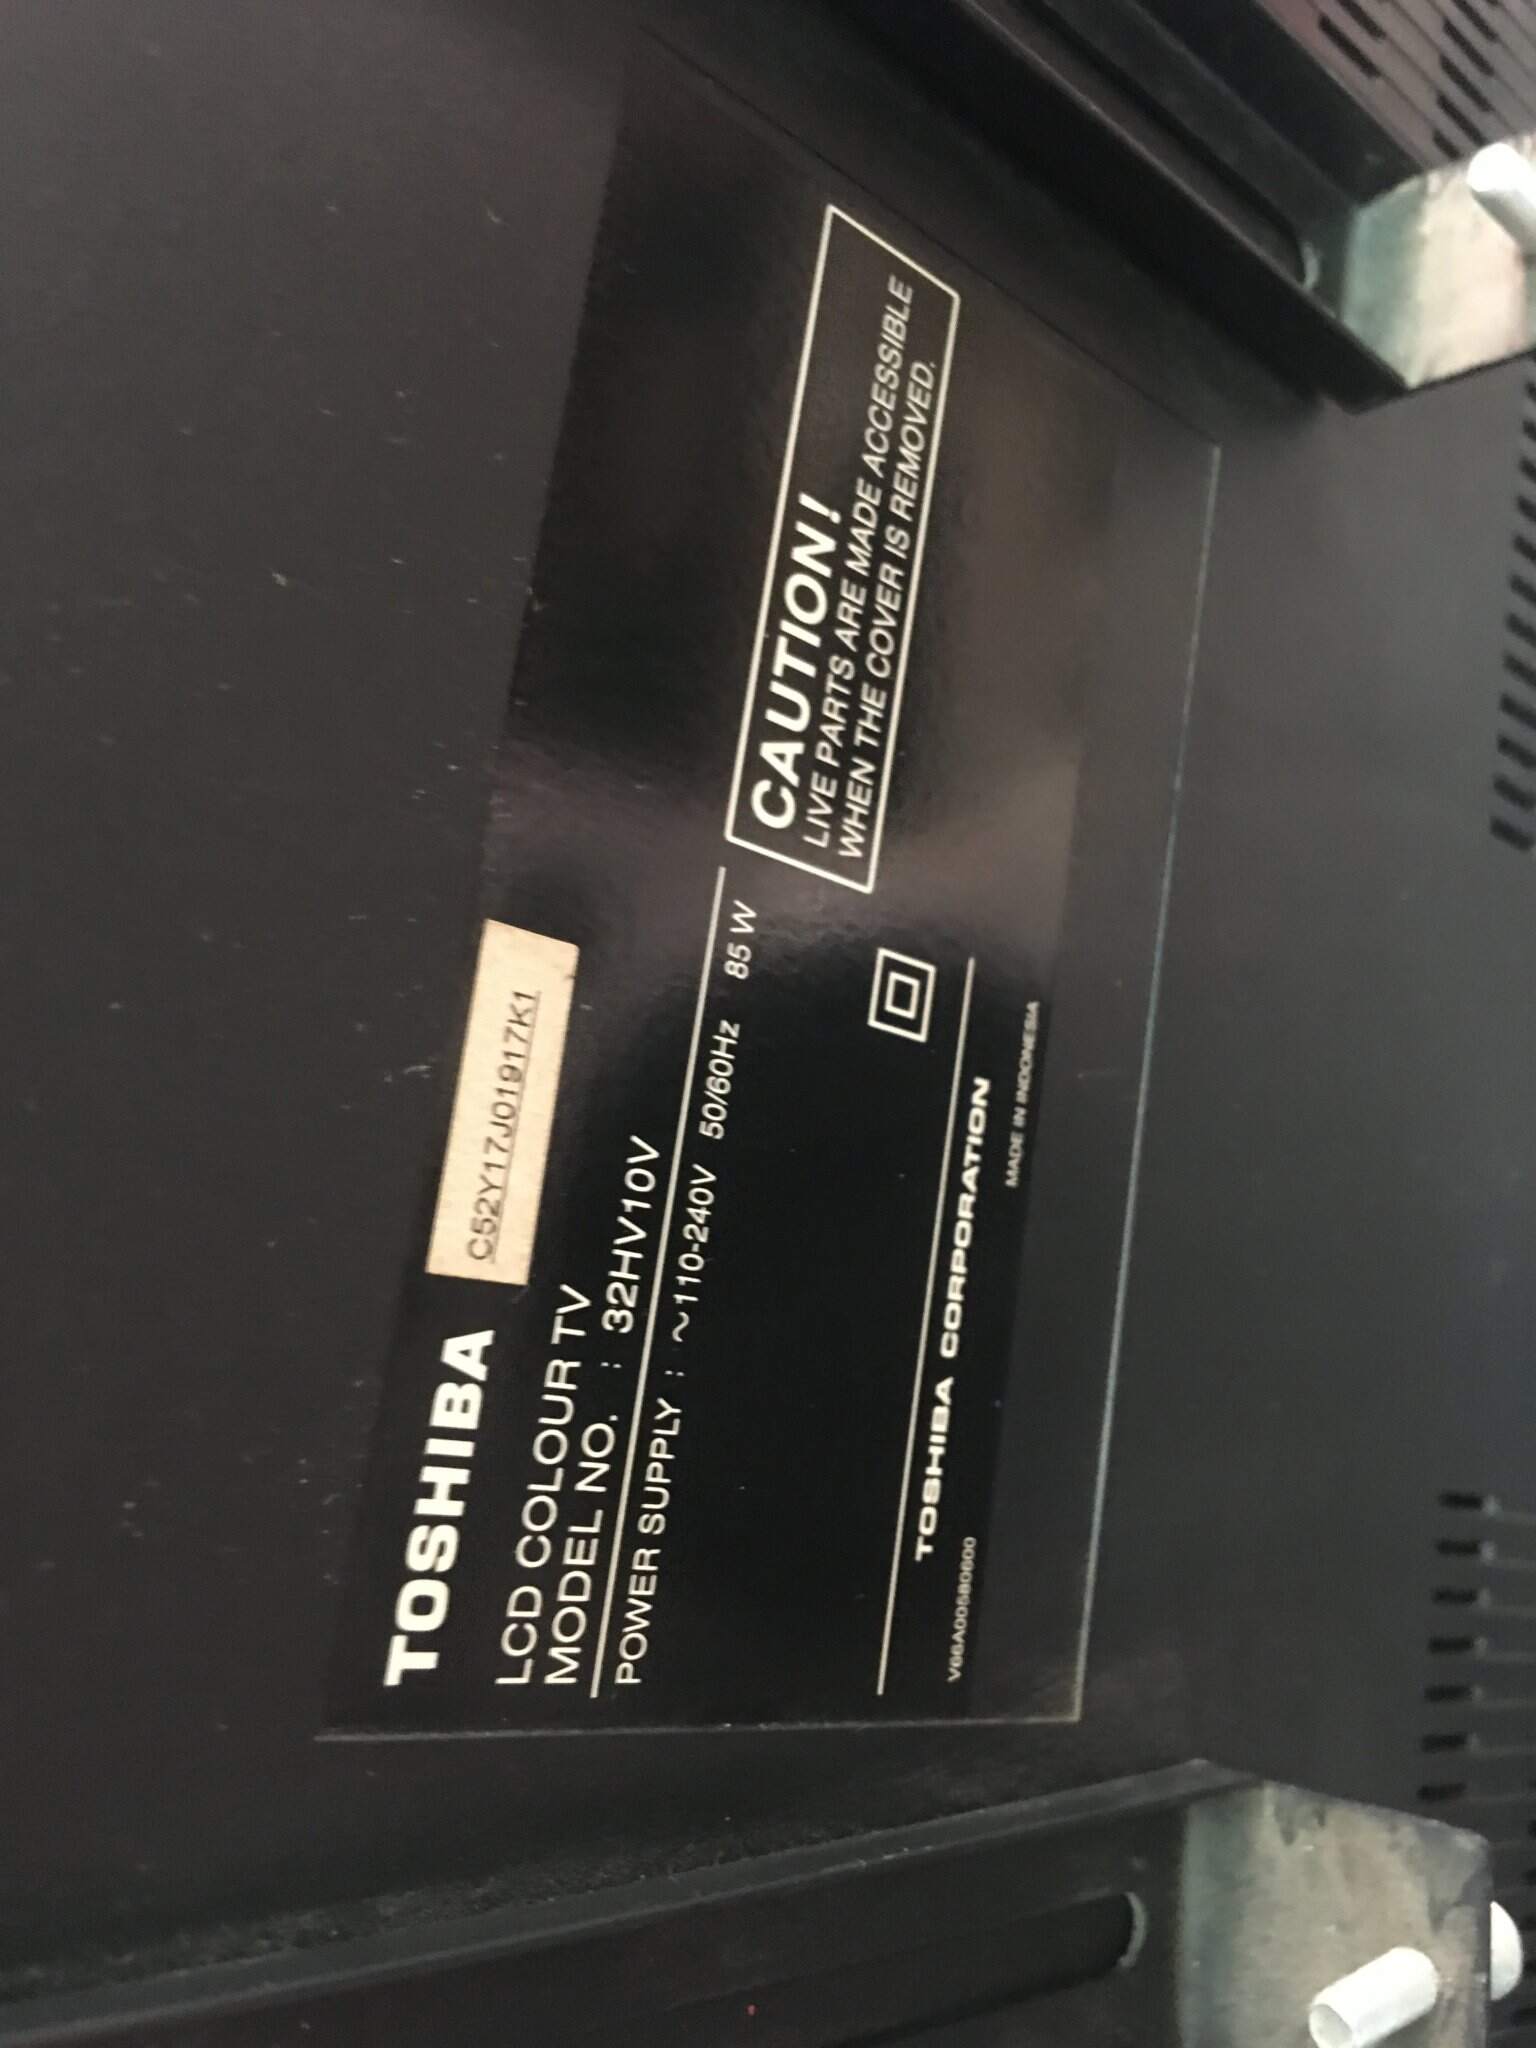 TOSHIBA
C52Y17J01917K1
LCD COLOUR TV
MODEL NO. : 32HV10V
POWER SUPPLY : ~110-240V 50/60Hz 85 W
CAUTION!
LIVE PARTS ARE MADE ACCESSIBLE
WHEN THE COVER IS REMOVED.
TOSHIBA CORPORATION
V66A00580600
MADE IN INDONESIA